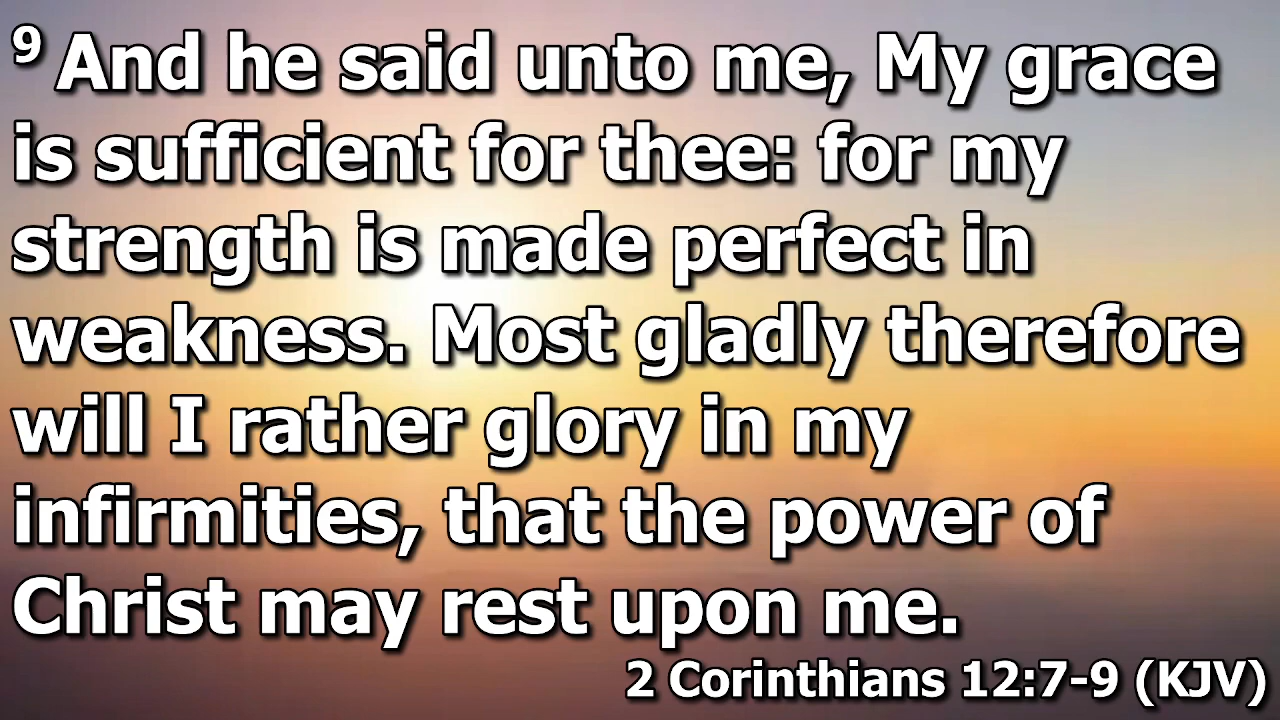 9 And he said unto me, My grace
is sufficient for thee: for my
strength is made perfect in
weakness. Most gladly therefore
will I rather glory in my
infirmities, that the power of
Christ may rest upon me.
2 Corinthians 12:7-9 (KJV)